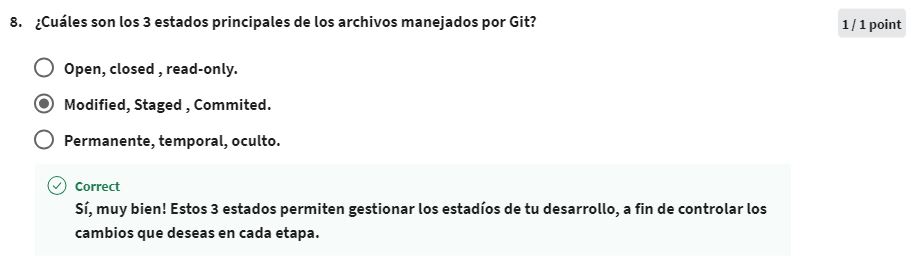 8. ¿Cuáles son los 3 estados principales de los archivos manejados por Git?
1 / 1 point
Open, closed , read-only.
Modified, Staged , Commited.
Permanente, temporal, oculto.
Correct
Sí, muy bien! Estos 3 estados permiten gestionar los estadíos de tu desarrollo, a fin de controlar los
cambios que deseas en cada etapa.